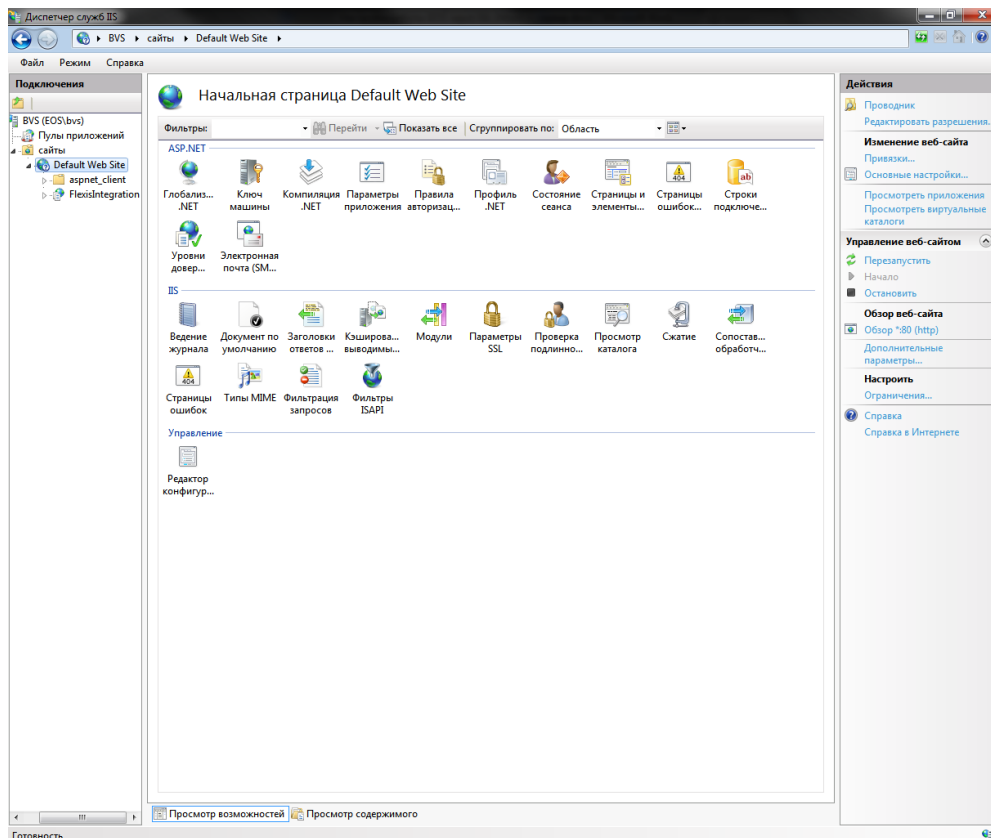 Диспетчер служб IIS
BVS сайты Default Web Site
Файл Режим Справка
Подключения
BVS (EOS\bvs)
Пулы приложений
сайты
Default Web Site
aspnet_client
FlexisIntegration
Начальная страница Default Web Site
Фильтры: Перейти Показать все Сгруппировать по: Область
ASP.NET
Глобализ... Ключ Компиляция Параметры Правила Профиль Состояние Страницы и Страницы Строки
.NET машины .NET приложения авторизац... .NET сеанса элементы... ошибок... подключе...
Уровни Электронная
довер... почта (SM...
IIS
Ведение Документ по Заголовки Кэширова... Модули Параметры Проверка Просмотр Сжатие Сопостав...
журнала умолчанию ответов ... выводимы... SSL подлинно... каталога обработч...
404
Страницы Типы MIME Фильтрация Фильтры
ошибок запросов ISAPI
Управление
Редактор
конфигур...
Просмотр возможностей Просмотр содержимого
Действия
Проводник
Редактировать разрешения.
Изменение веб-сайта
Привязки...
Основные настройки...
Просмотреть приложения
Просмотреть виртуальные
каталоги
Управление веб-сайтом
Перезапустить
Начало
Остановить
Обзор веб-сайта
Обзор *:80 (http)
Дополнительные
параметры...
Настроить
Ограничения...
Справка
Справка в Интернете
Готовность